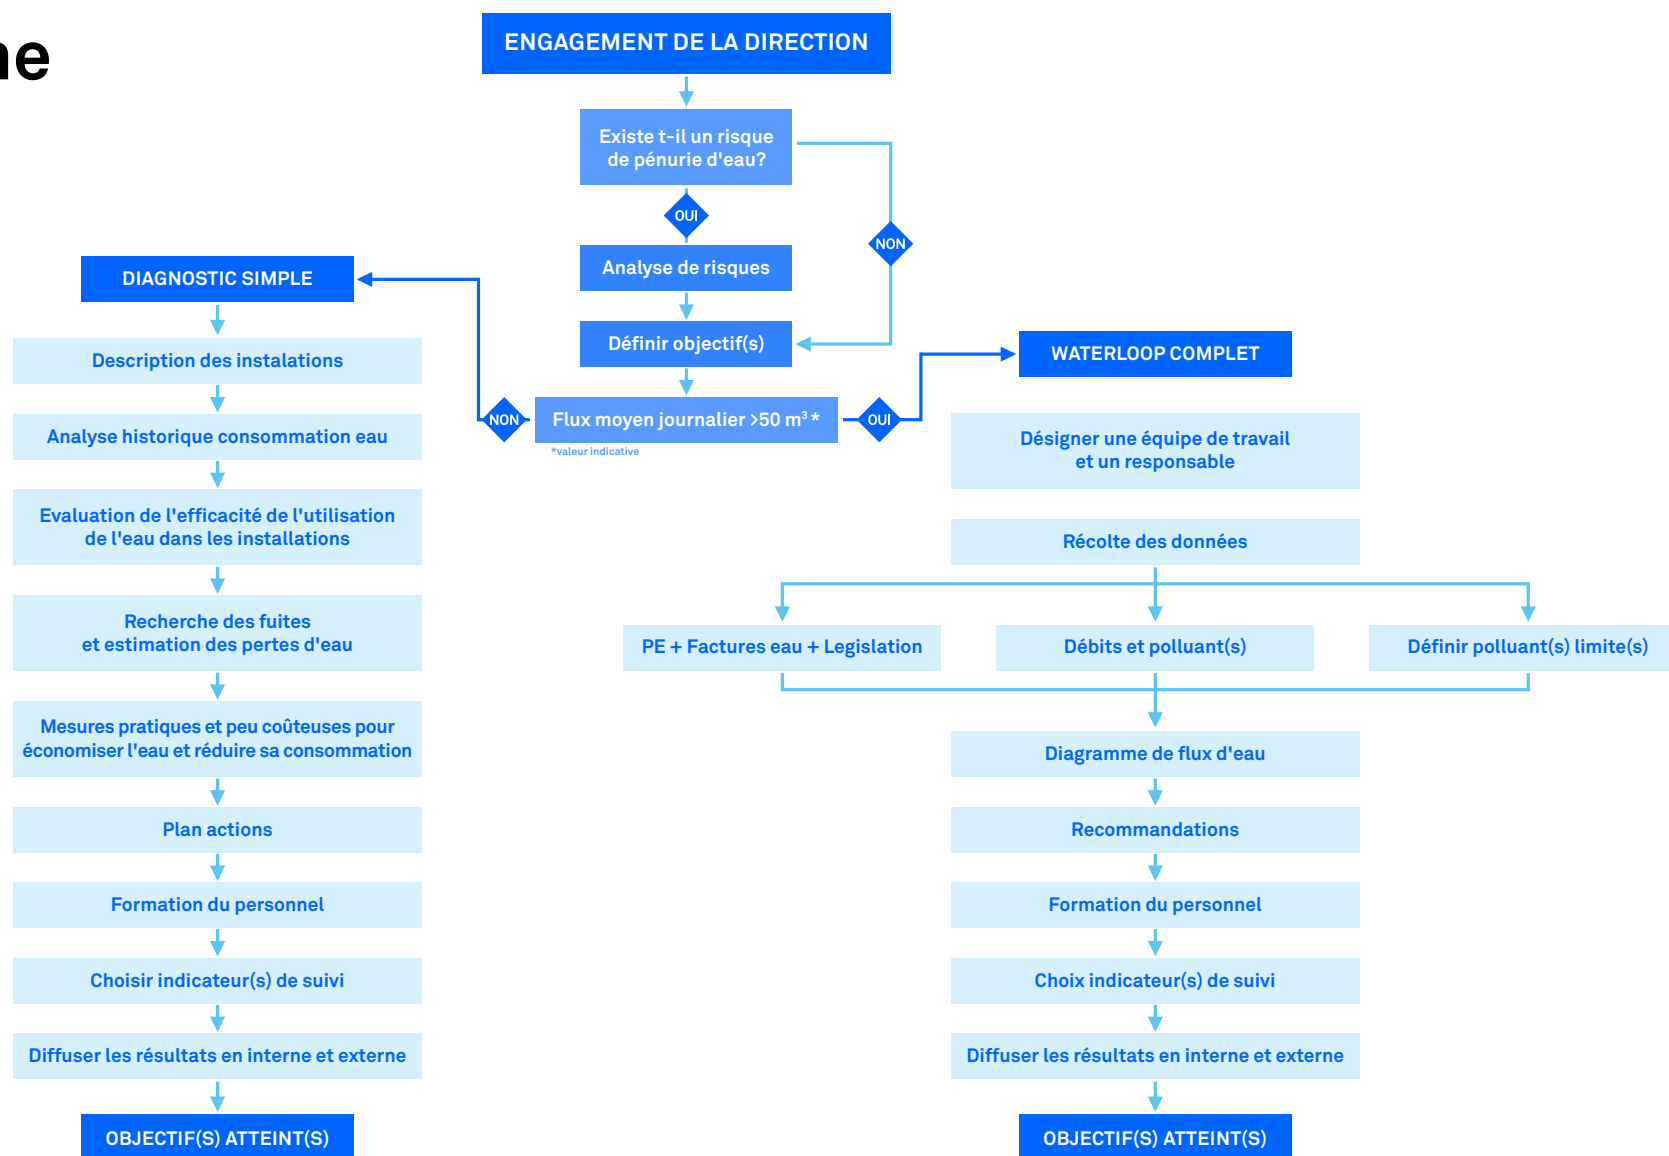 ne
ENGAGEMENT DE LA DIRECTION
Existe t-il un risque
de pénurie d'eau?
OUI
NON
Analyse de risques
Définir objectif(s)
Flux moyen journalier >50 m³ *
*valeur indicative
NON
OUI
DIAGNOSTIC SIMPLE
Description des instalations
Analyse historique consommation eau
Evaluation de l'efficacité de l'utilisation
de l'eau dans les installations
Recherche des fuites
et estimation des pertes d'eau
Mesures pratiques et peu coûteuses pour
économiser l'eau et réduire sa consommation
Plan actions
Formation du personnel
Choisir indicateur(s) de suivi
Diffuser les résultats en interne et externe
OBJECTIF(S) ATTEINT(S)
WATERLOOP COMPLET
Désigner une équipe de travail
et un responsable
Récolte des données
PE + Factures eau + Legislation
Débits et polluant(s)
Définir polluant(s) limite(s)
Diagramme de flux d'eau
Recommandations
Formation du personnel
Choix indicateur(s) de suivi
Diffuser les résultats en interne et externe
OBJECTIF(S) ATTEINT(S)